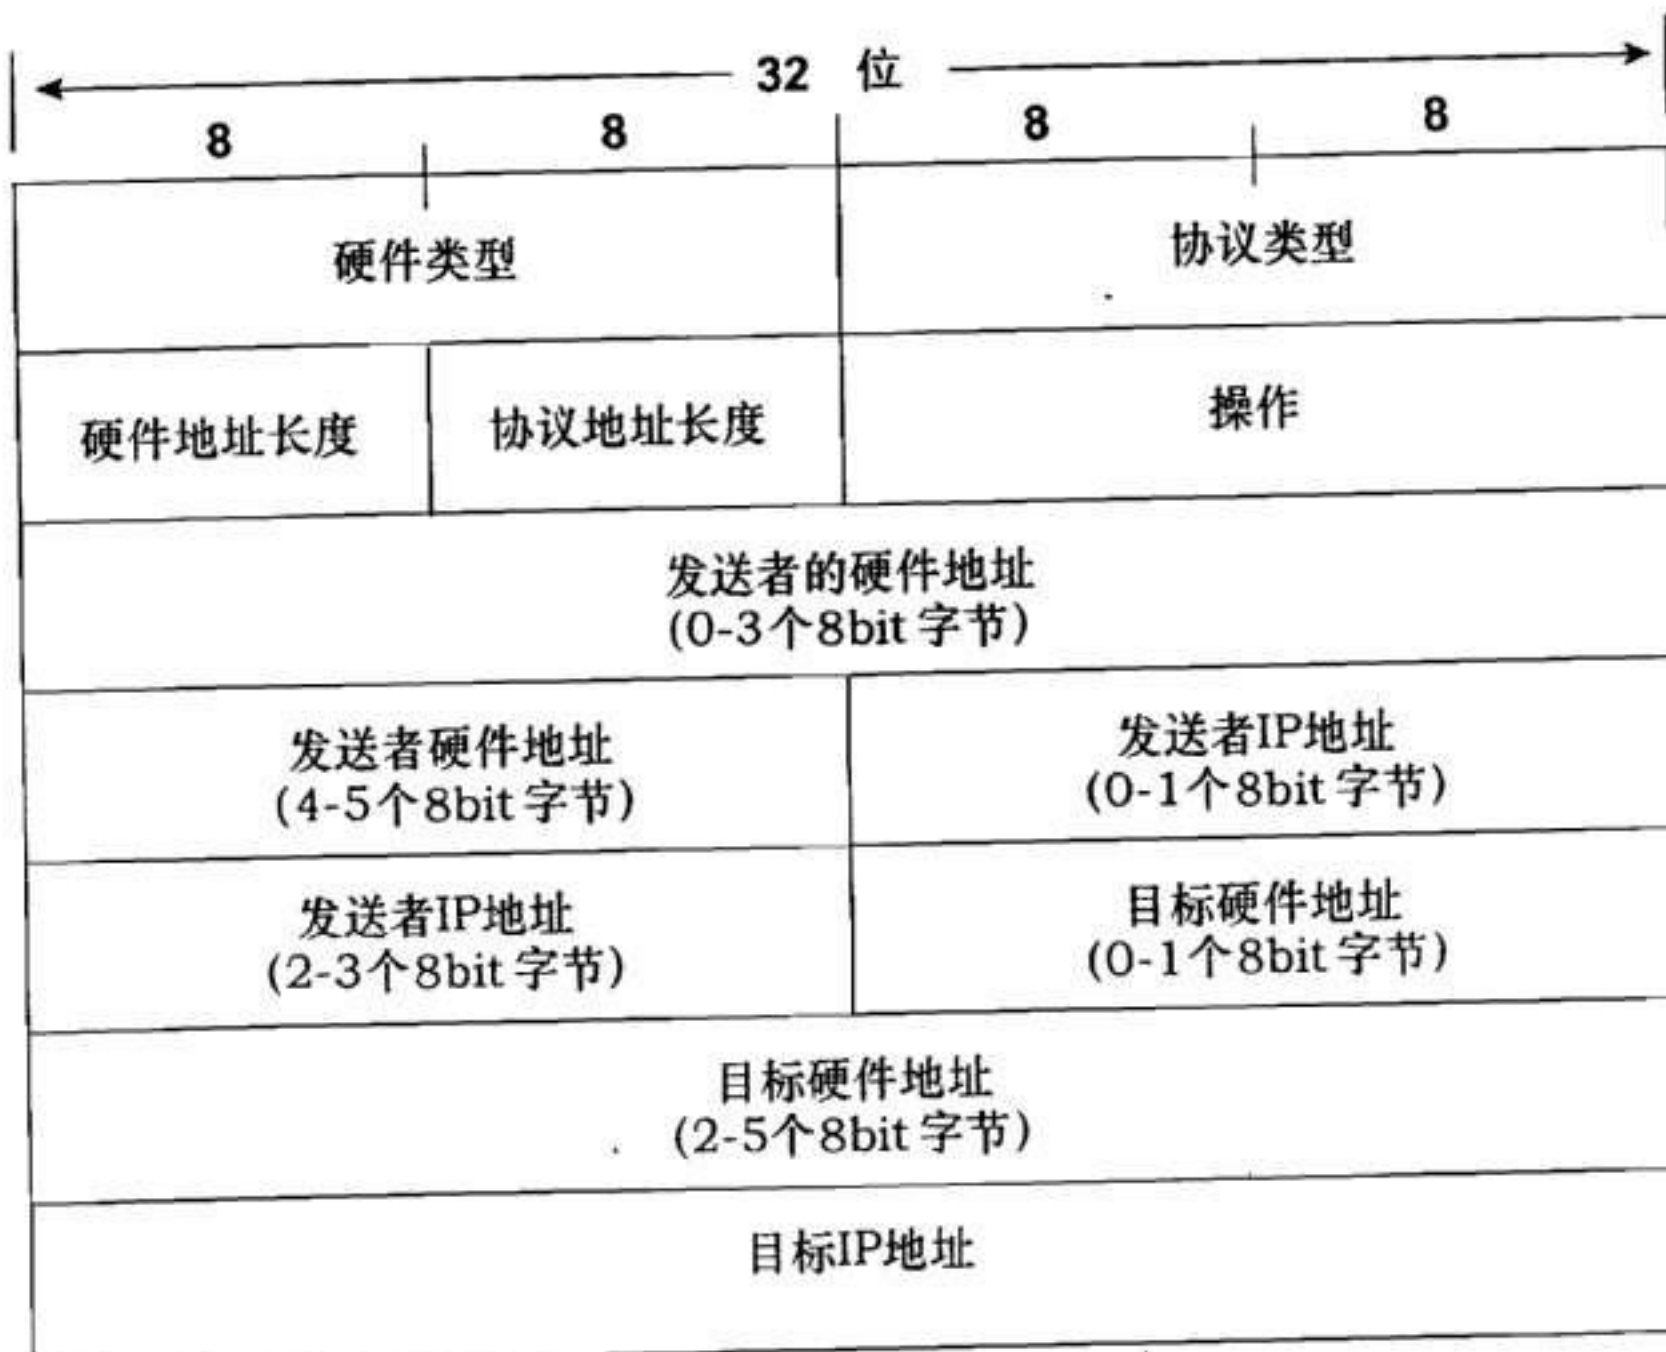 32 位
8 8 8 8
硬件类型 协议类型
硬件地址长度 协议地址长度 操作
发送者的硬件地址
(0-3个8bit 字节)
发送者硬件地址 发送者IP地址
(4-5个8bit 字节) (0-1个8bit 字节)
发送者IP地址 目标硬件地址
(2-3个8bit 字节) (0-1个8bit 字节)
目标硬件地址
(2-5个8bit 字节)
目标IP地址